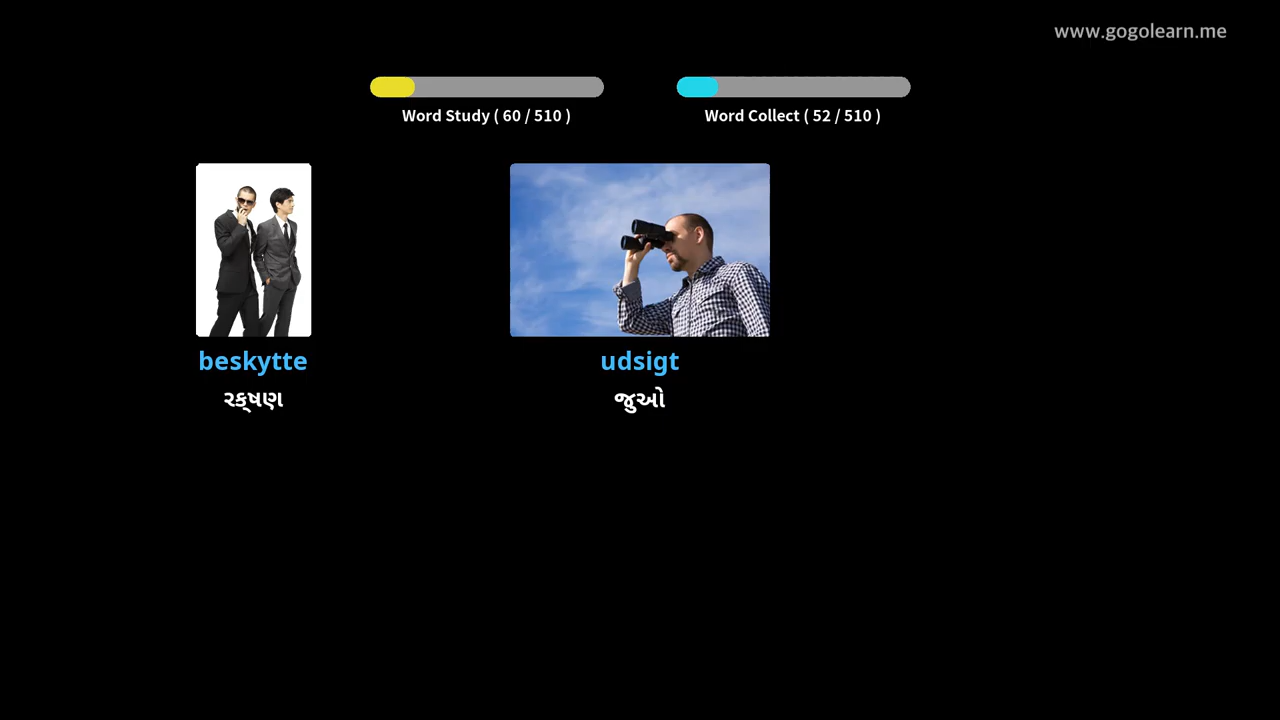 www.gogolearn.me
Word Study ( 60 / 510 )
Word Collect ( 52 / 510 )
beskytte
રક્ષણ
udsigt
જુઓ